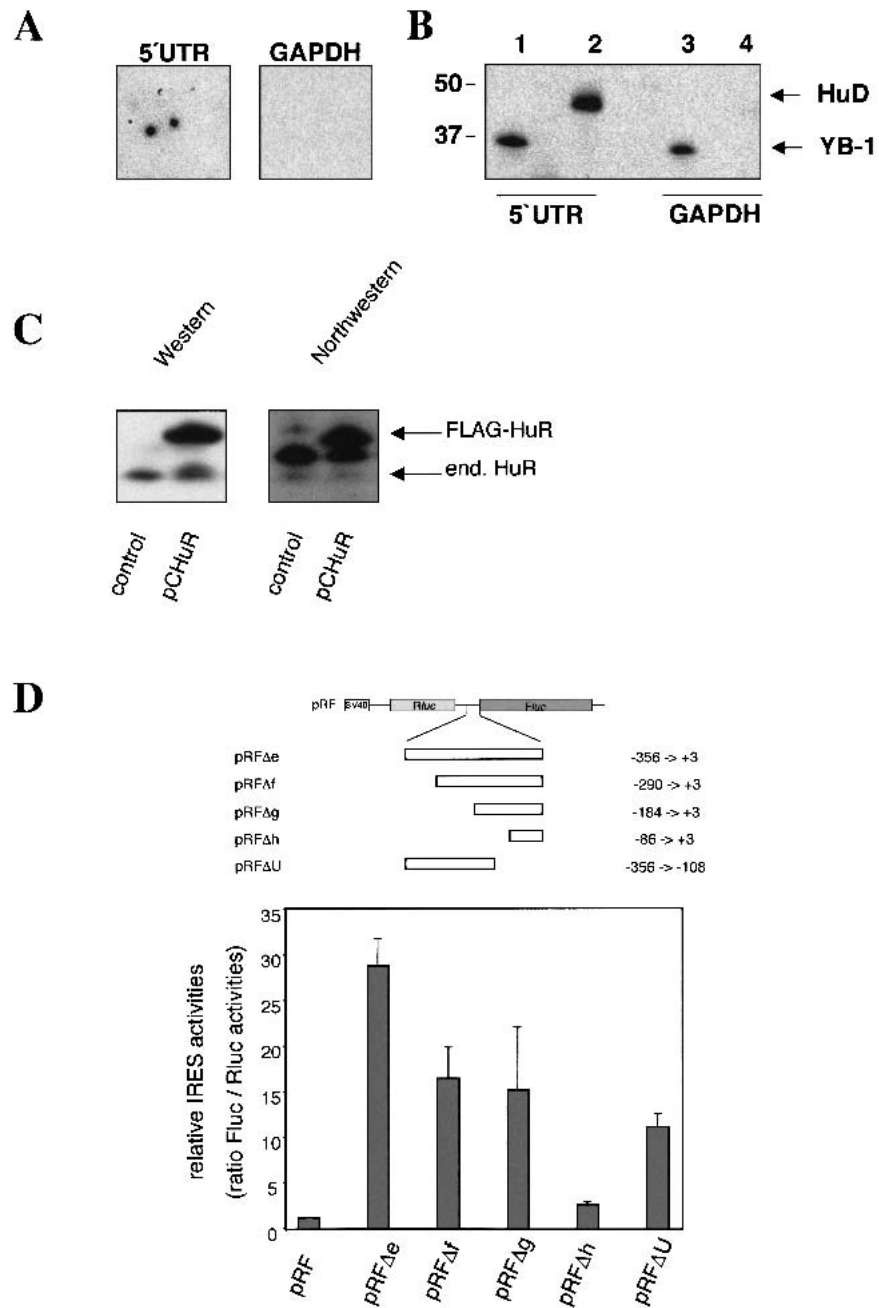 A
5´UTR GAPDH
B
1 2 3 4
50 -
37 -
HuD
YB-1
5`UTR GAPDH
C
Western Northwestern
FLAG-HuR
end. HuR
control pCHuR control pCHuR
D
pRF SV40 Rluc Fluc
pRFΔe -356 -> +3
pRFΔf -290 -> +3
pRFΔg -184 -> +3
pRFΔh -86 -> +3
pRFΔU -356 -> -108
relative IRES activities
(ratio Fluc / Rluc activities)
35
30
25
20
15
10
5
0
pRF pRFΔe pRFΔf pRFΔg pRFΔh pRFΔU